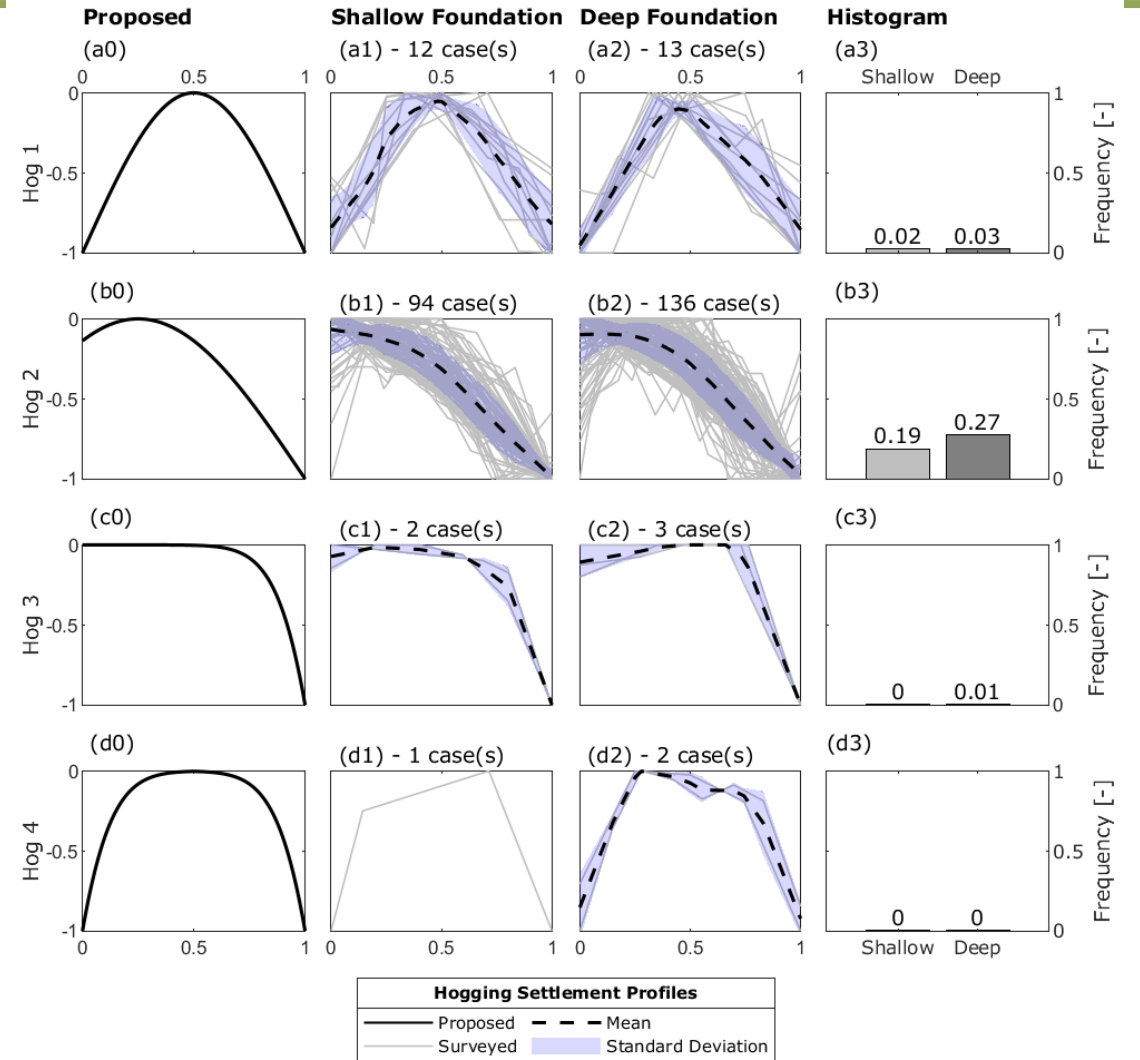 Proposed Shallow Foundation Deep Foundation Histogram
(a0) (a1) - 12 case(s) (a2) - 13 case(s) (a3)
0 0.5 1 0 0.5 1 0 0.5 1 Shallow Deep
0 1
Hog 1 -0.5 0.5 Frequency [-]
0.02 0.03
-1 0
(b0) (b1) - 94 case(s) (b2) - 136 case(s) (b3)
0 1
Hog 2 -0.5 0.5 Frequency [-]
0.19 0.27
-1 0
(c0) (c1) - 2 case(s) (c2) - 3 case(s) (c3)
0 1
Hog 3 -0.5 0.5 Frequency [-]
0 0.01
-1 0
(d0) (d1) - 1 case(s) (d2) - 2 case(s) (d3)
0 1
Hog 4 -0.5 0.5 Frequency [-]
0 0
-1 0
0 0.5 1 0 0.5 1 Shallow Deep
Hogging Settlement Profiles
Proposed Mean
Surveyed Standard Deviation